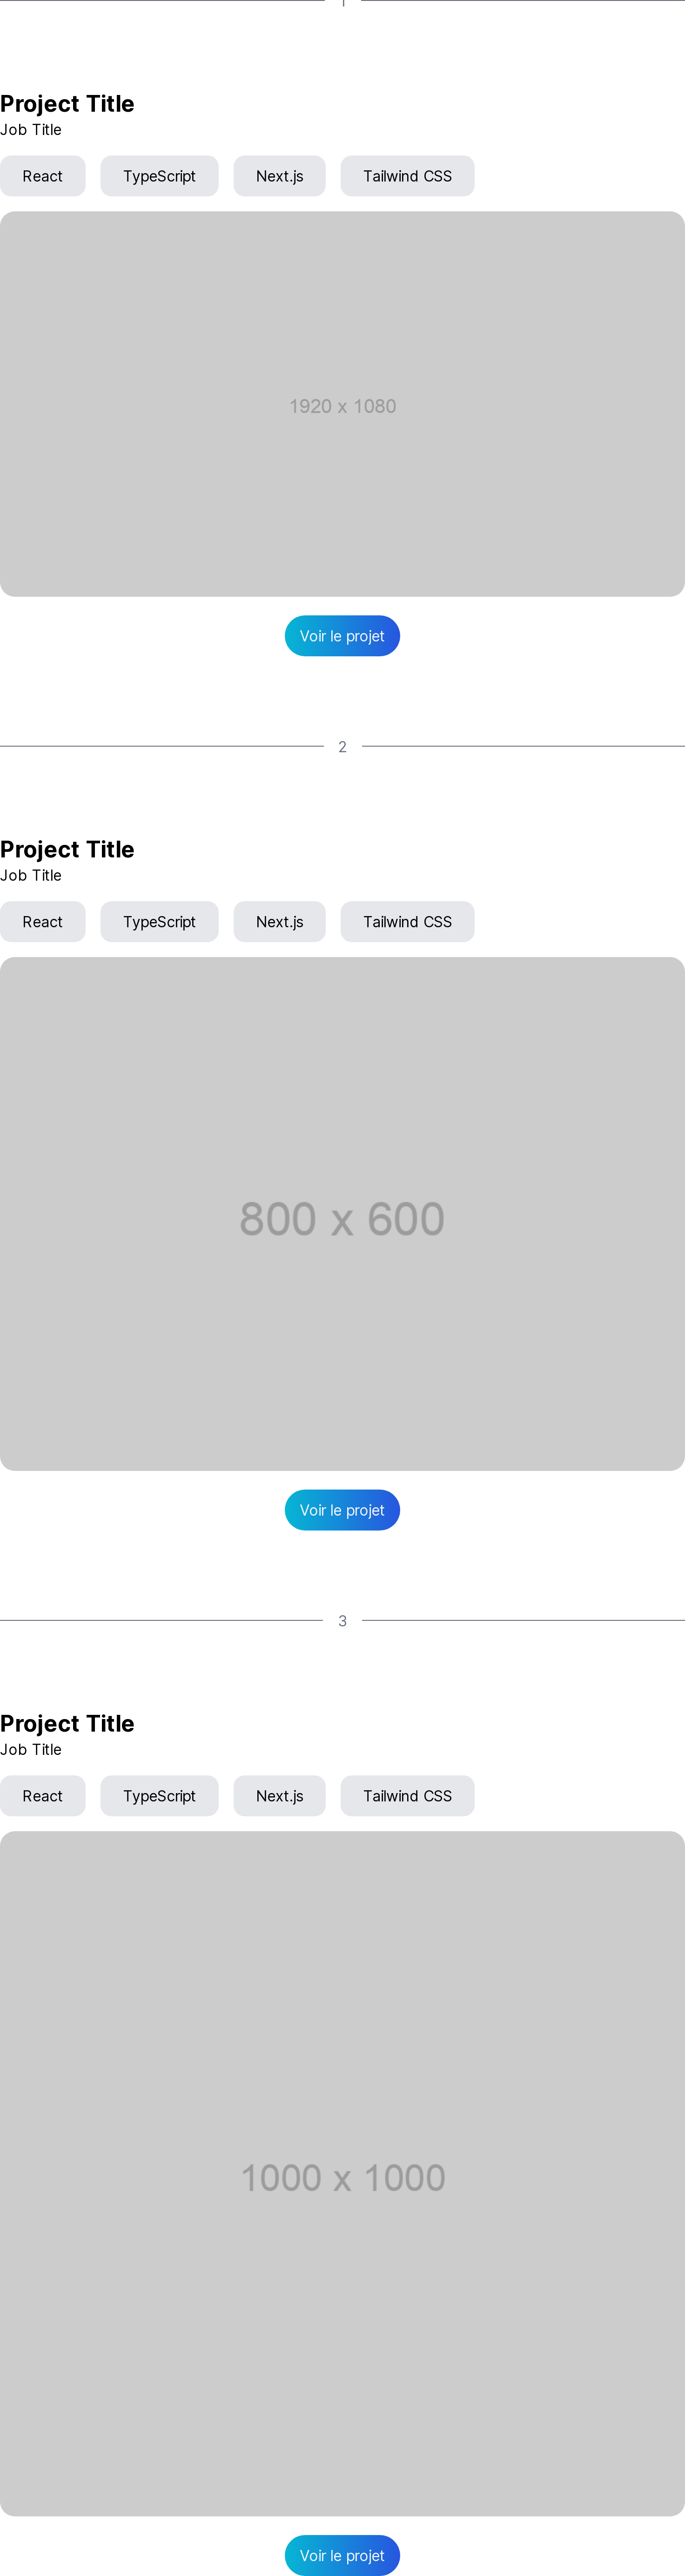 Project Title
Job Title
React TypeScript Next.js Tailwind CSS
1920 x 1080
Voir le projet
2
Project Title
Job Title
React TypeScript Next.js Tailwind CSS
800 x 600
Voir le projet
3
Project Title
Job Title
React TypeScript Next.js Tailwind CSS
1000 x 1000
Voir le projet